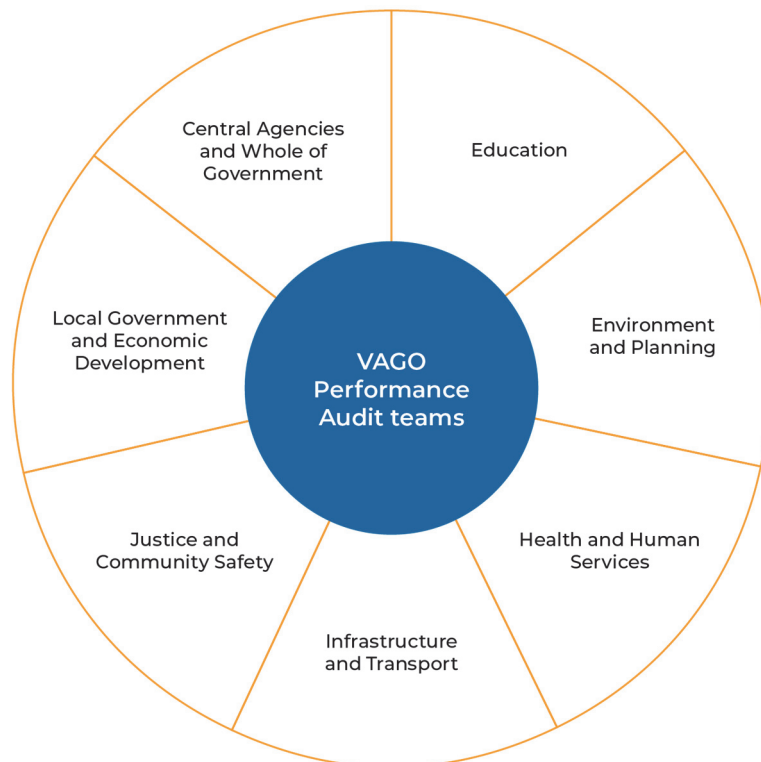 Central Agencies
and Whole of
Government
Education
Environment
and Planning
Health and Human
Services
Infrastructure
and Transport
Justice and
Community Safety
Local Government
and Economic
Development
VAGO
Performance
Audit teams